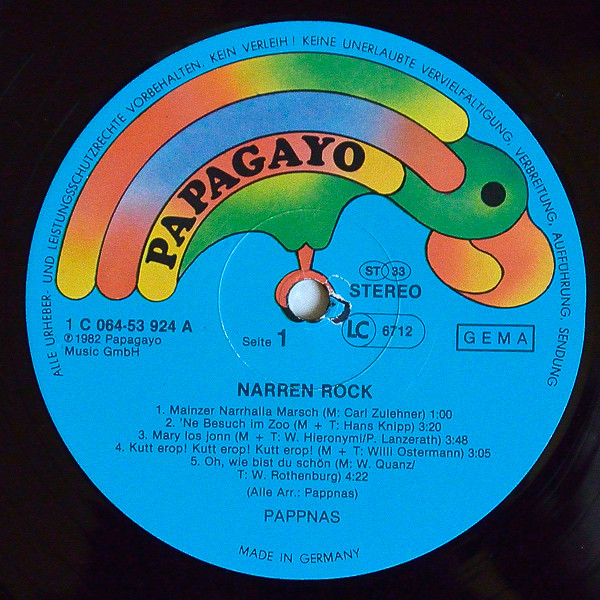 ALLE URHEBER- UND LEISTUNGSSCHUTZRECHTE VORBEHALTEN, KEIN VERLEIH! KEINE UNERLAUBTE VERVIELFÄLTIGUNG, VERBREITUNG, AUFFÜHRUNG, SENDUNG
PAPAGAYO
ST 33
STEREO
1 C 064-53 924 A
℗1982 Papagayo
Music GmbH
Seite 1
LC 6712
GEMA
NARREN ROCK
1. Mainzer Narrhalla Marsch (M: Carl Zulehner) 1:00
2. 'Ne Besuch im Zoo (M + T: Hans Knipp) 3:20
3. Mary los jonn (M + T: W. Hieronymi/P. Lanzerath) 3:48
4. Kutt erop! Kutt erop! Kutt erop! (M + T: Willi Ostermann) 3:05
5. Oh, wie bist du schön (M: W. Quanz/
T: W. Rothenburg) 4:22
(Alle Arr.: Pappnas)
PAPPNAS
MADE IN GERMANY